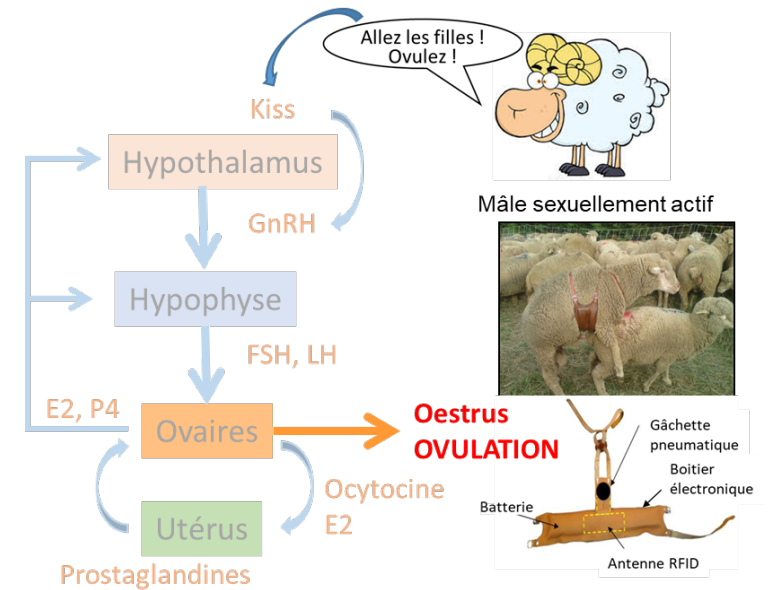 Allez les filles !
Ovulez !
Kiss
Hypothalamus
GnRH
Mâle sexuellement actif
Hypophyse
FSH, LH
E2, P4
Ovaires
Oestrus
OVULATION
Ocytocine
E2
Utérus
Prostaglandines
Gâchette
pneumatique
Boitier
électronique
Batterie
Antenne RFID